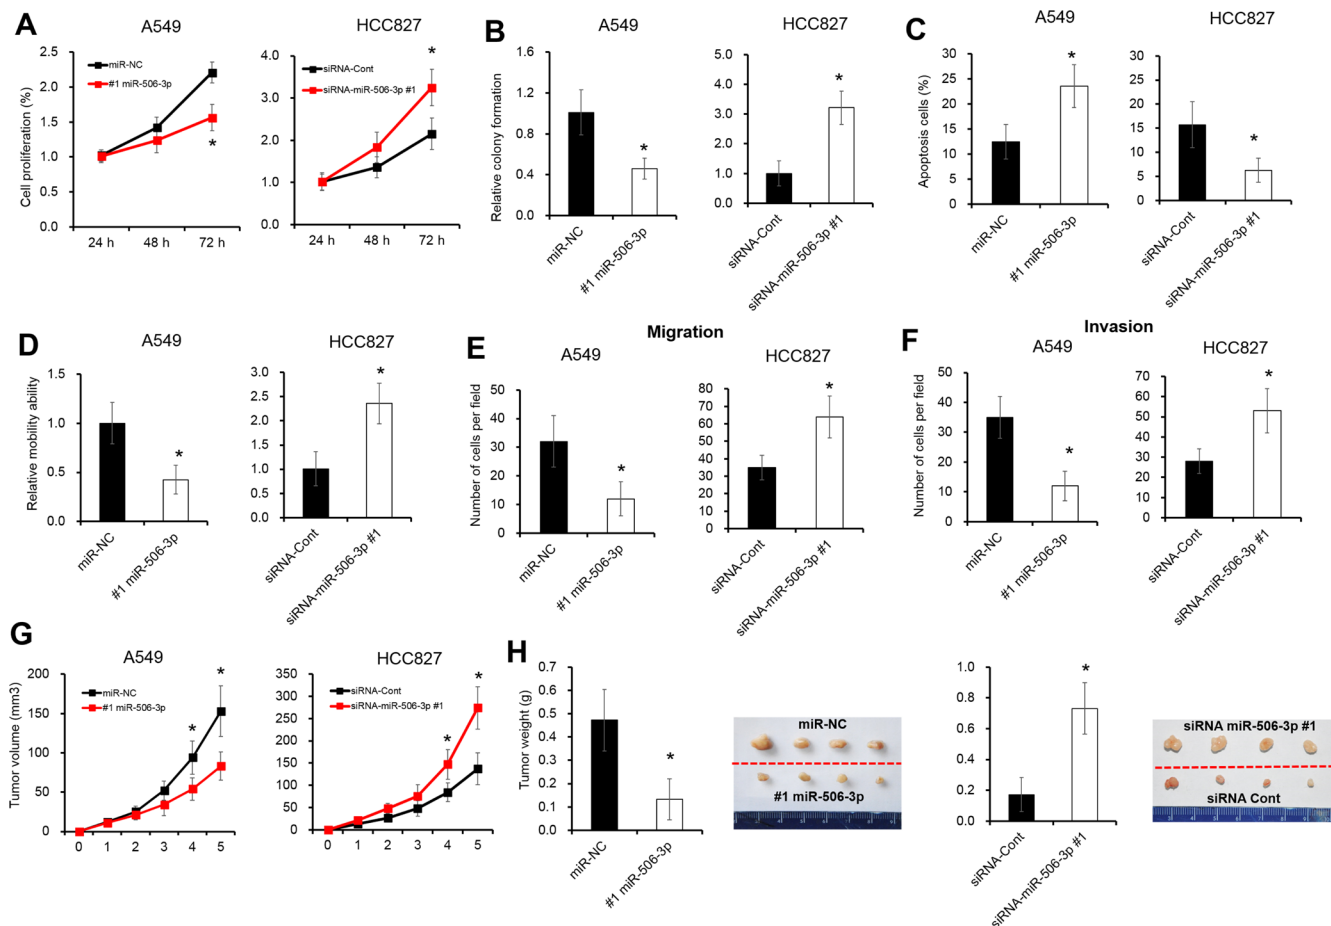 A
A549
HCC827
Cell proliferation (%)
2.5
2.0
1.5
1.0
0.5
0.0
miR-NC
#1 miR-506-3p
*
24 h
48 h
72 h
4.0
3.0
2.0
1.0
0.0
siRNA-Cont
siRNA-miR-506-3p #1
*
24 h
48 h
72 h
B
A549
HCC827
Relative colony formation
1.6
1.2
0.8
0.4
0.0
*
miR-NC
#1 miR-506-3p
5.0
4.0
3.0
2.0
1.0
0.0
*
siRNA-Cont
siRNA-miR-506-3p #1
C
A549
HCC827
Apoptosis cells (%)
30
25
20
15
10
5
0
*
miR-NC
#1 miR-506-3p
30
25
20
15
10
5
0
*
siRNA-Cont
siRNA-miR-506-3p #1
D
A549
HCC827
Relative mobility ability
1.5
1.0
0.5
0.0
*
miR-NC
#1 miR-506-3p
3.0
2.5
2.0
1.5
1.0
0.5
0.0
*
siRNA-Cont
siRNA-miR-506-3p #1
Migration
E
A549
HCC827
Number of cells per field
50
40
30
20
10
0
*
miR-NC
#1 miR-506-3p
80
70
60
50
40
30
20
10
0
*
siRNA-Cont
siRNA-miR-506-3p #1
Invasion
F
A549
HCC827
Number of cells per field
50
40
30
20
10
0
*
miR-NC
#1 miR-506-3p
70
60
50
40
30
20
10
0
*
siRNA-Cont
siRNA-miR-506-3p #1
G
A549
HCC827
Tumor volume (mm3)
200
150
100
50
0
miR-NC
#1 miR-506-3p
*
*
0
1
2
3
4
5
350
300
250
200
150
100
50
0
siRNA-Cont
siRNA-miR-506-3p #1
*
*
0
1
2
3
4
5
H
Tumor weight (g)
0.7
0.6
0.5
0.4
0.3
0.2
0.1
0.0
*
miR-NC
#1 miR-506-3p
miR-NC
#1 miR-506-3p
1.0
0.8
0.6
0.4
0.2
0.0
*
siRNA-Cont
siRNA-miR-506-3p #1
siRNA miR-506-3p #1
siRNA Cont